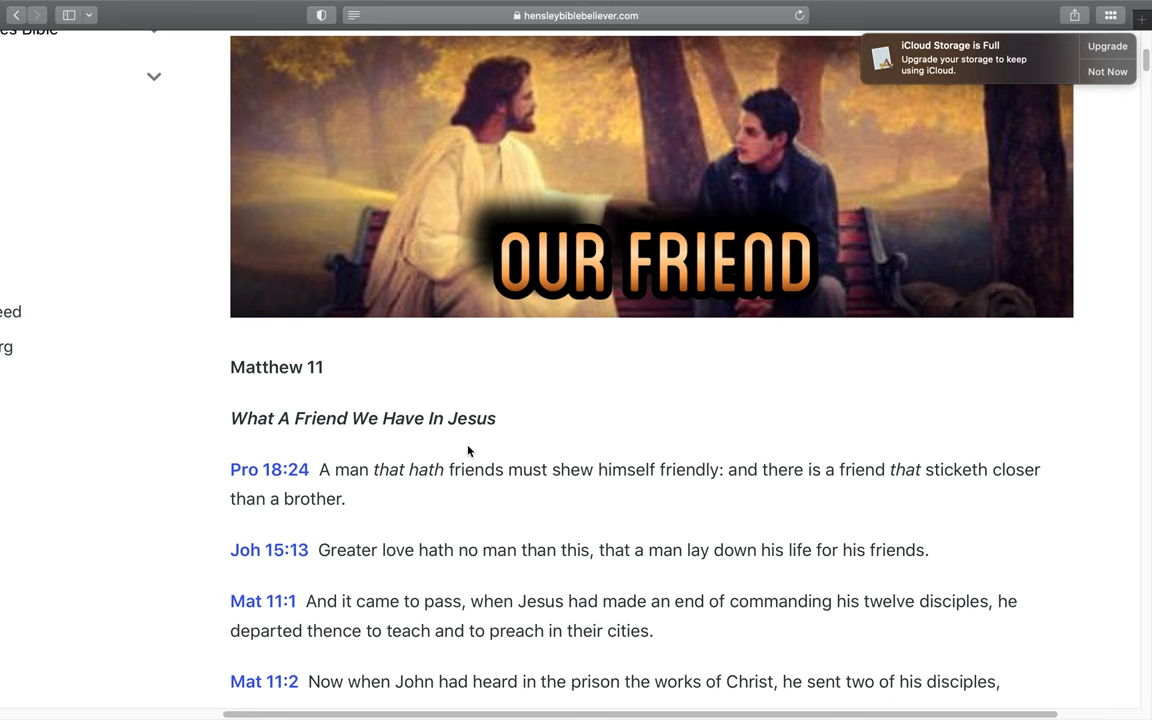 hensleybiblebeliever.com
es Bible
iCloud Storage is Full
Upgrade your storage to keep
using iCloud.
Upgrade
Not Now
OUR FRIEND
eed
rg
Matthew 11
What A Friend We Have In Jesus
Pro 18:24 A man that hath friends must shew himself friendly: and there is a friend that sticketh closer
than a brother.
Joh 15:13 Greater love hath no man than this, that a man lay down his life for his friends.
Mat 11:1 And it came to pass, when Jesus had made an end of commanding his twelve disciples, he
departed thence to teach and to preach in their cities.
Mat 11:2 Now when John had heard in the prison the works of Christ, he sent two of his disciples,